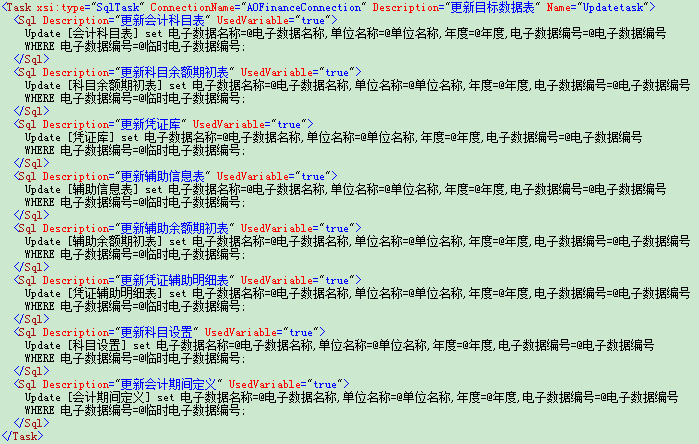 <Task xsi:type="SqlTask" ConnectionName="AOFinanceConnection" Description="更新目标数据表" Name="Updatetask">
<Sql Description="更新会计科目表" UsedVariable="true">
Update [会计科目表] set 电子数据名称=@电子数据名称,单位名称=@单位名称,年度=@年度,电子数据编号=@电子数据编号
WHERE 电子数据编号=@临时电子数据编号;
</Sql>
<Sql Description="更新科目余额期初表" UsedVariable="true">
Update [科目余额期初表] set 电子数据名称=@电子数据名称,单位名称=@单位名称,年度=@年度,电子数据编号=@电子数据编号
WHERE 电子数据编号=@临时电子数据编号;
</Sql>
<Sql Description="更新凭证库" UsedVariable="true">
Update [凭证库] set 电子数据名称=@电子数据名称,单位名称=@单位名称,年度=@年度,电子数据编号=@电子数据编号
WHERE 电子数据编号=@临时电子数据编号;
</Sql>
<Sql Description="更新辅助信息表" UsedVariable="true">
Update [辅助信息表] set 电子数据名称=@电子数据名称,单位名称=@单位名称,年度=@年度,电子数据编号=@电子数据编号
WHERE 电子数据编号=@临时电子数据编号;
</Sql>
<Sql Description="更新辅助余额期初表" UsedVariable="true">
Update [辅助余额期初表] set 电子数据名称=@电子数据名称,单位名称=@单位名称,年度=@年度,电子数据编号=@电子数据编号
WHERE 电子数据编号=@临时电子数据编号;
</Sql>
<Sql Description="更新凭证辅助明细表" UsedVariable="true">
Update [凭证辅助明细表] set 电子数据名称=@电子数据名称,单位名称=@单位名称,年度=@年度,电子数据编号=@电子数据编号
WHERE 电子数据编号=@临时电子数据编号;
</Sql>
<Sql Description="更新科目设置" UsedVariable="true">
Update [科目设置] set 电子数据名称=@电子数据名称,单位名称=@单位名称,年度=@年度,电子数据编号=@电子数据编号
WHERE 电子数据编号=@临时电子数据编号;
</Sql>
<Sql Description="更新会计期间定义" UsedVariable="true">
Update [会计期间定义] set 电子数据名称=@电子数据名称,单位名称=@单位名称,年度=@年度,电子数据编号=@电子数据编号
WHERE 电子数据编号=@临时电子数据编号;
</Sql>
</Task>